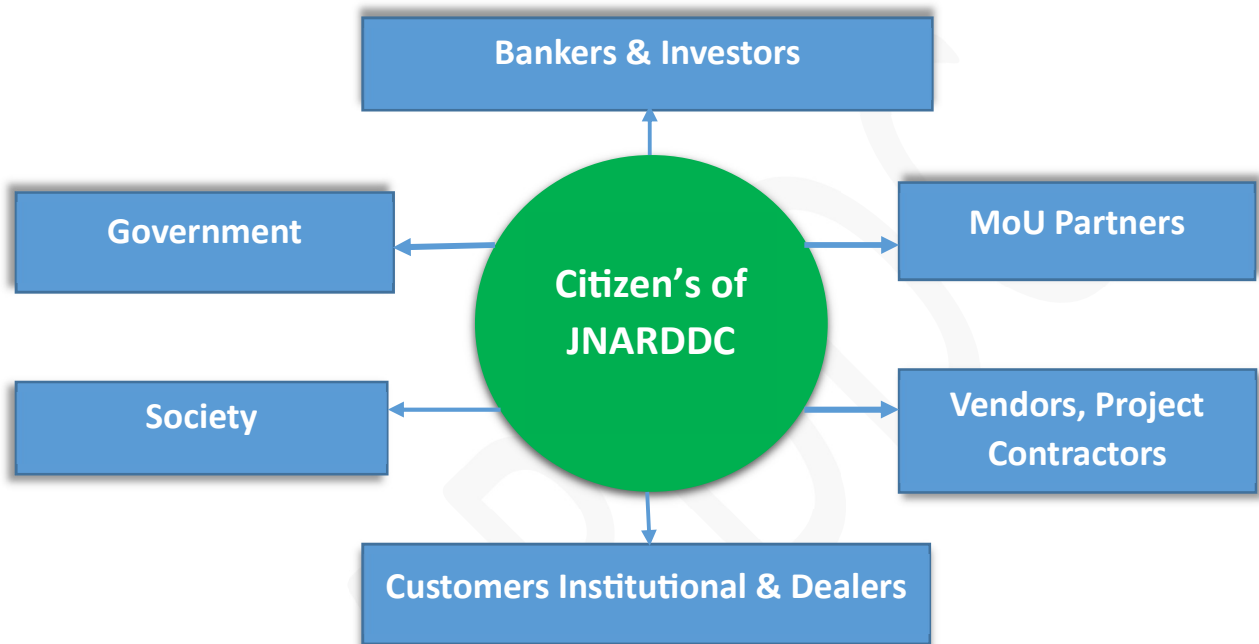 Bankers & Investors
Government
MoU Partners
Citizen's of
JNARDDC
Society
Vendors, Project
Contractors
Customers Institutional & Dealers